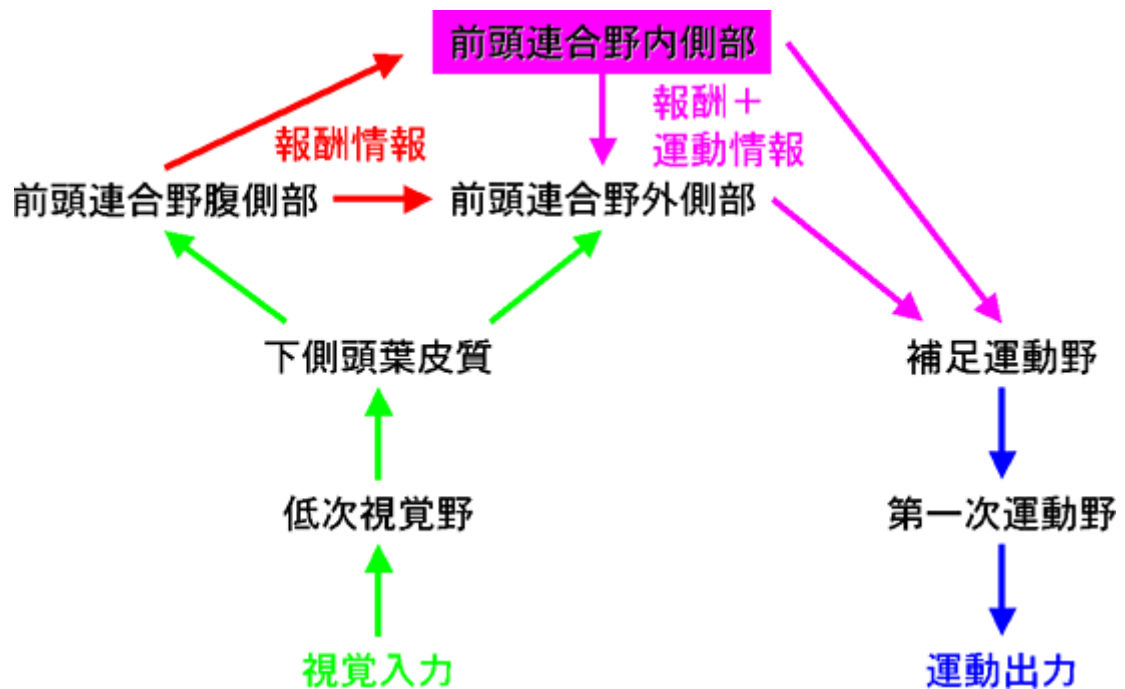 前頭連合野内側部
報酬＋
運動情報
報酬情報
前頭連合野腹側部
前頭連合野外側部
下側頭葉皮質
補足運動野
低次視覚野
第一次運動野
視覚入力
運動出力